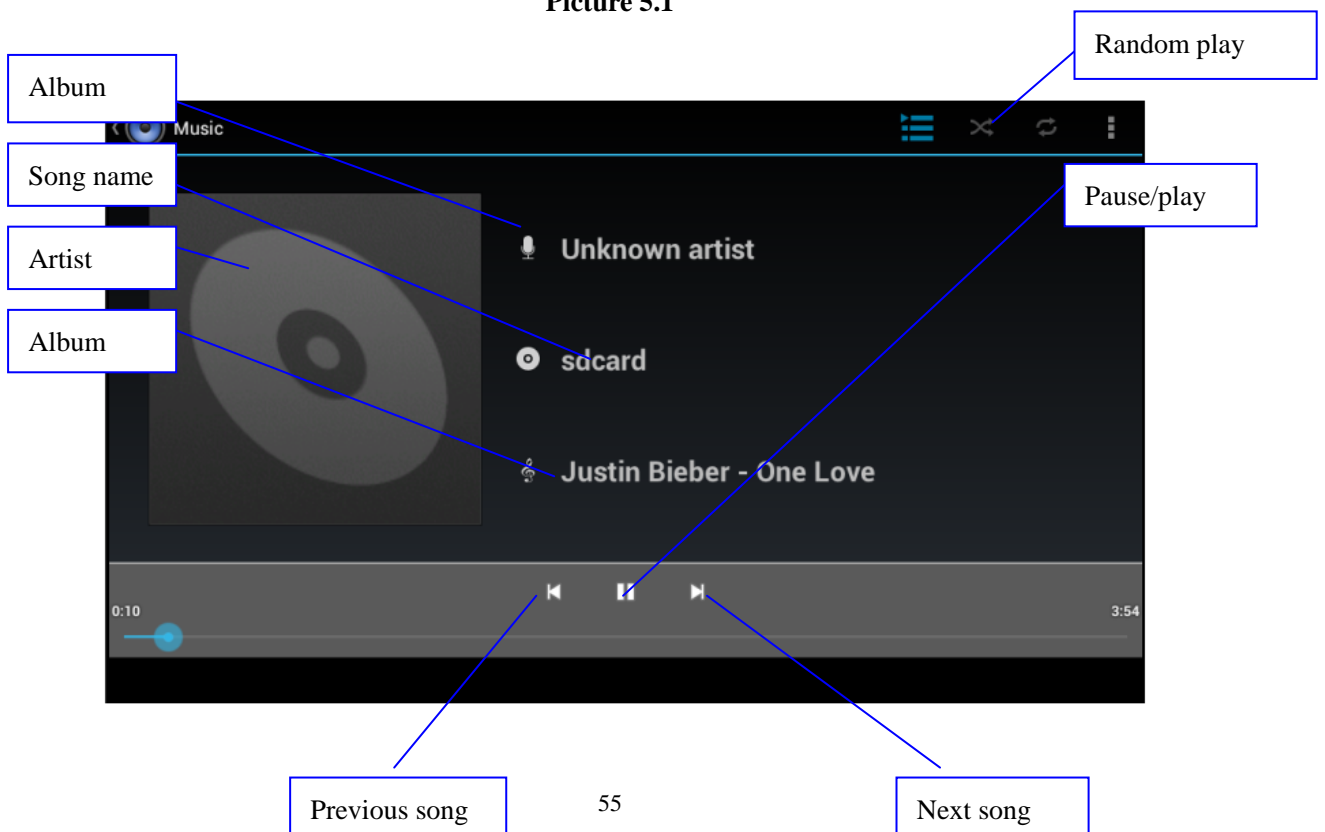 Picture 5.1
Random play
Album
Music
Song name
Pause/play
Artist
Unknown artist
Album
sdcard
Justin Bieber - One Love
0:10
3:54
Previous song
55
Next song